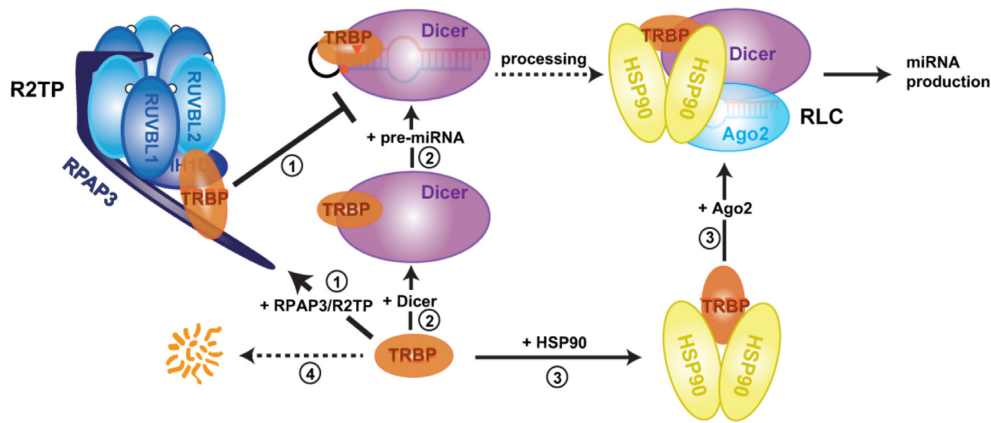 R2TP
RUVBL1
RUVBL2
RPAP3
TRBP
①
TRBP
Dicer
+ pre-miRNA
②
TRBP
Dicer
processing
TRBP
Dicer
HSP90
HSP90
Ago2
RLC
miRNA
production
+ Ago2
③
①
+ RPAP3/R2TP
+ Dicer
②
TRBP
④
+ HSP90
③
TRBP
HSP90
HSP90